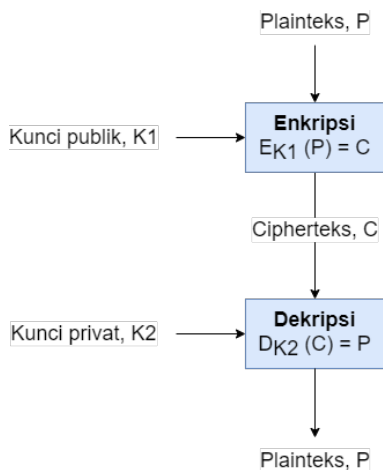 Plainteks, P
Enkripsi
EK1 (P) = C
Kunci publik, K1
Cipherteks, C
Dekripsi
DK2 (C) = P
Kunci privat, K2
Plainteks, P